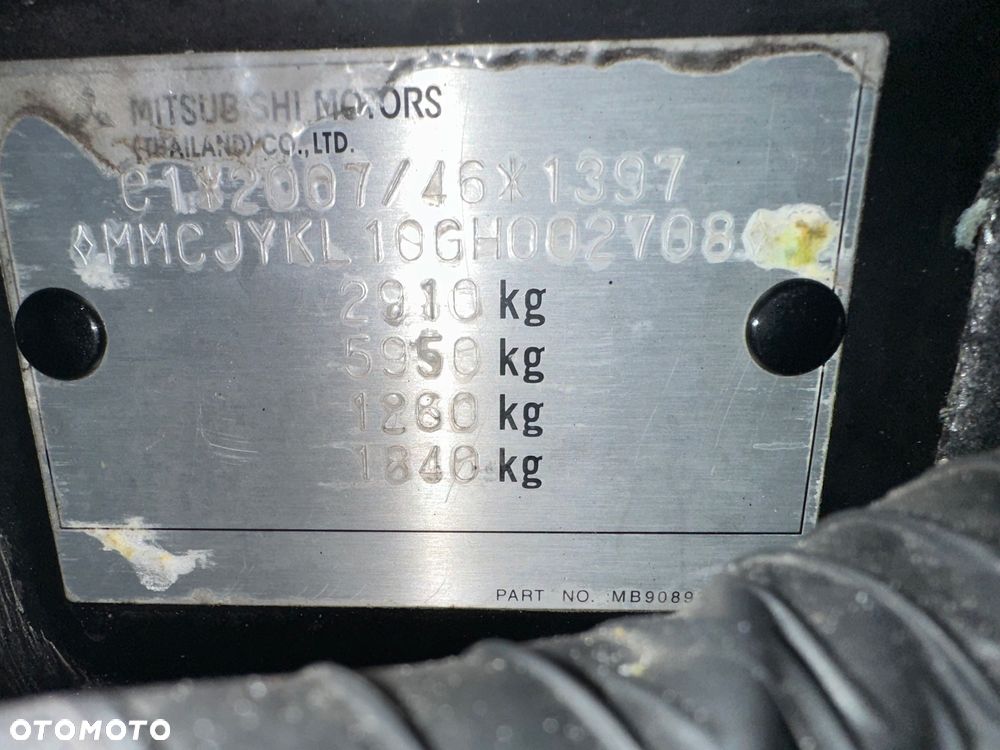 MITSUBISHI MOTORS
(THAILAND) CO., LTD.
e1*2007/46*1397
◊MMCJYKL10GH002708◊
2910 kg
5950 kg
1260 kg
1840 kg
PART NO. :MB9089
OTOMOTO